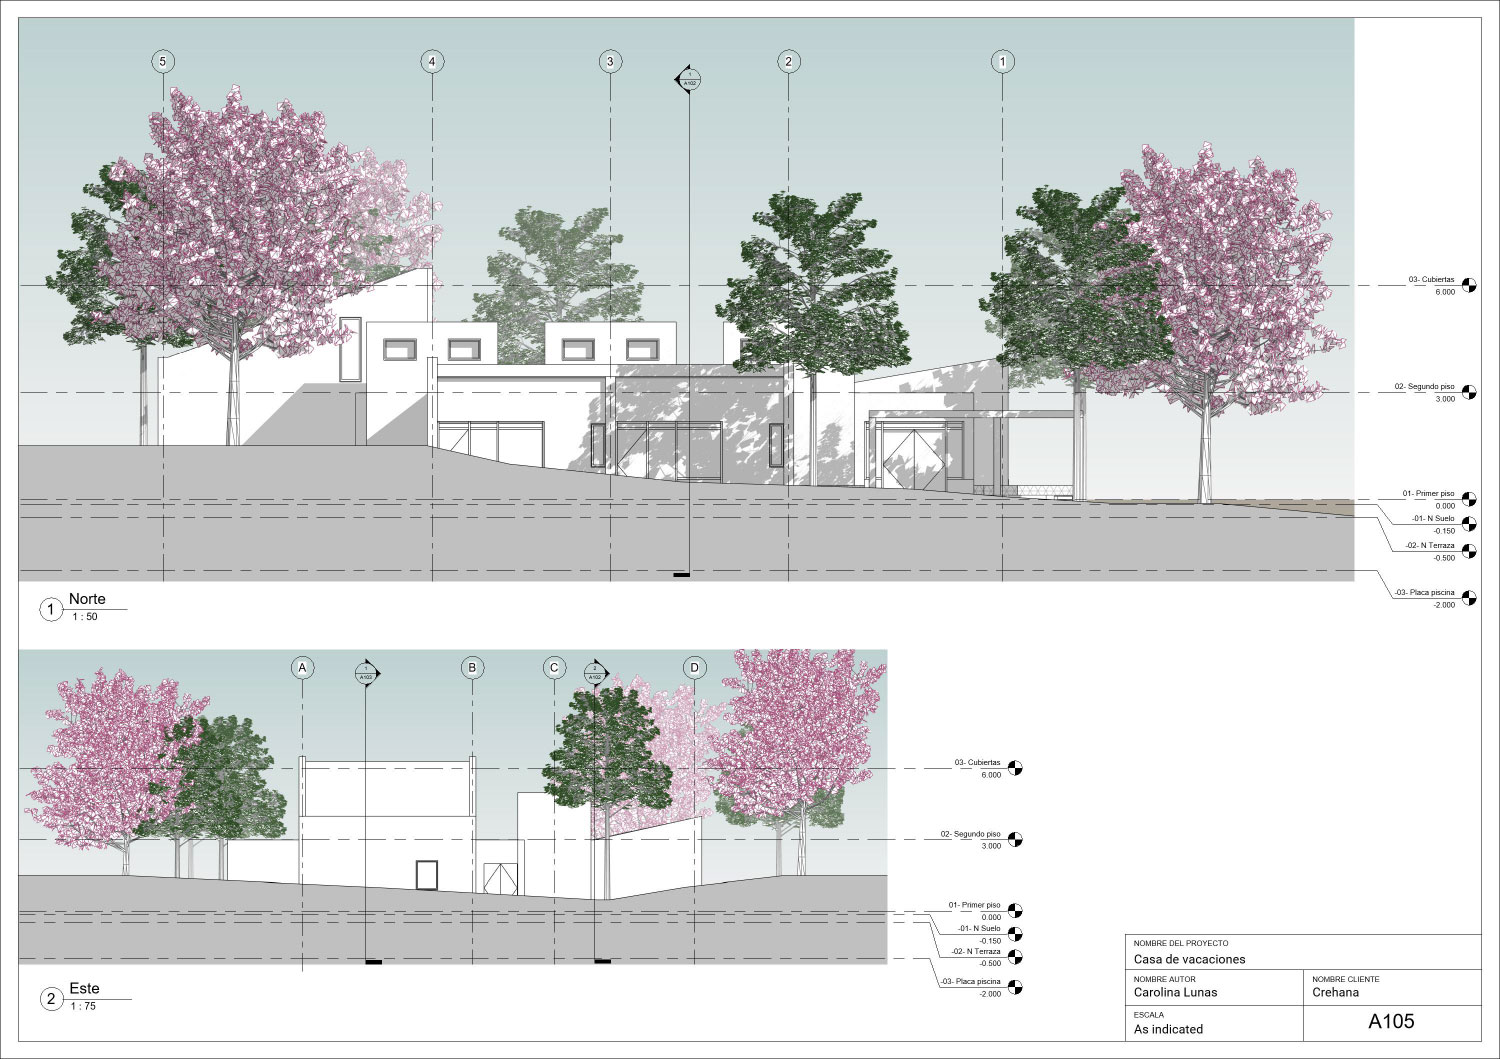 5
4
3
2
1
1
A102
03- Cubiertas
6.000
02- Segundo piso
3.000
01- Primer piso
0.000
-01- N Suelo
-0.150
-02- N Terraza
-0.500
-03- Placa piscina
-2.000
1
Norte
1 : 50
A
B
C
D
1
A103
2
A102
03- Cubiertas
6.000
02- Segundo piso
3.000
01- Primer piso
0.000
-01- N Suelo
-0.150
-02- N Terraza
-0.500
-03- Placa piscina
-2.000
2
Este
1 : 75
NOMBRE DEL PROYECTO
Casa de vacaciones
NOMBRE AUTOR
Carolina Lunas
NOMBRE CLIENTE
Crehana
ESCALA
As indicated
A105